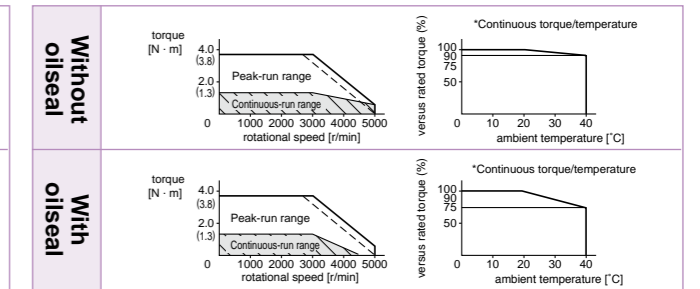 Without
oilseal
torque
[N · m]
4.0
(3.8)
2.0
(1.3)
0
Peak-run range
Continuous-run range
1000 2000 3000 4000 5000
rotational speed [r/min]
*Continuous torque/temperature
versus rated torque (%)
100
90
75
50
0 10 20 30 40
ambient temperature [˚C]
With
oilseal
torque
[N · m]
4.0
(3.8)
2.0
(1.3)
0
Peak-run range
Continuous-run range
1000 2000 3000 4000 5000
rotational speed [r/min]
*Continuous torque/temperature
versus rated torque (%)
100
90
75
50
0 10 20 30 40
ambient temperature [˚C]